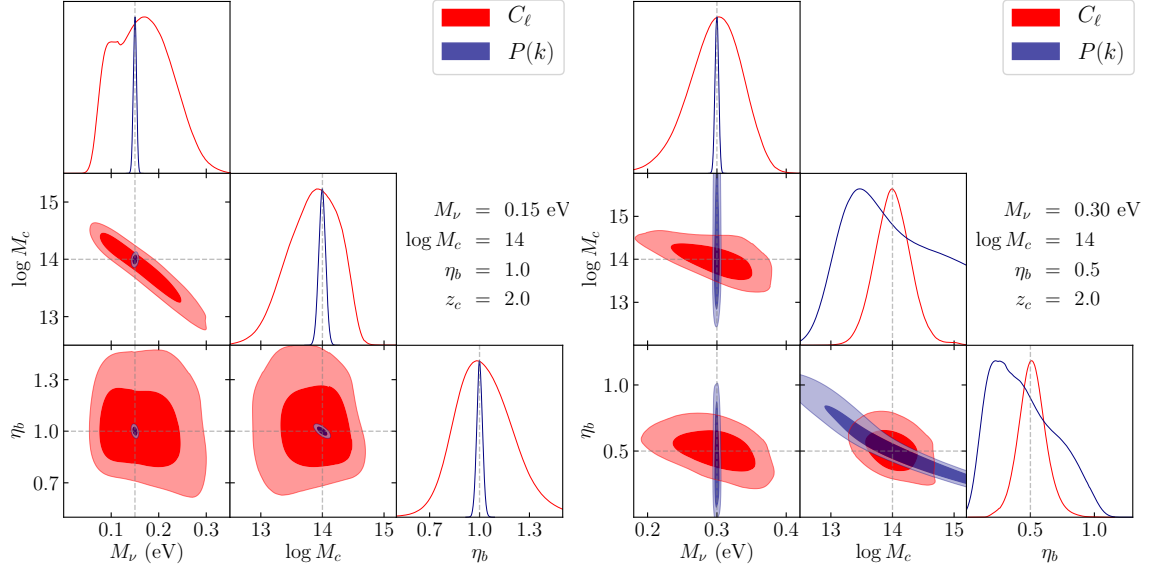 C_ℓ
P(k)
C_ℓ
P(k)
M_ν = 0.15 eV
log M_c = 14
η_b = 1.0
z_c = 2.0
M_ν = 0.30 eV
log M_c = 14
η_b = 0.5
z_c = 2.0
15
14
13
log M_c
15
14
13
log M_c
1.3
1.0
0.7
η_b
1.0
0.5
η_b
0.1 0.2 0.3
13 14 15
0.7 1.0 1.3
0.2 0.3 0.4
13 14 15
0.5 1.0
M_ν (eV)
log M_c
η_b
M_ν (eV)
log M_c
η_b